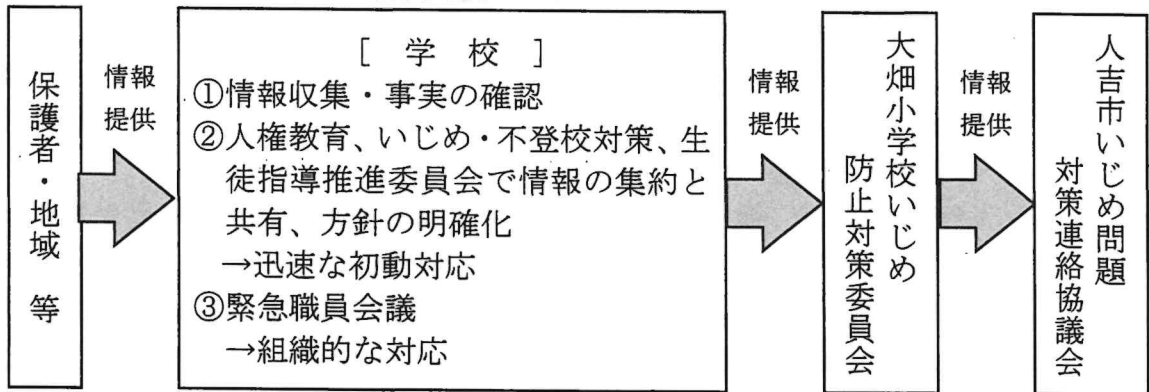 保護者・地域　等
情報
提供
［　学　校　］
①情報収集・事実の確認
②人権教育、いじめ・不登校対策、生
徒指導推進委員会で情報の集約と
共有、方針の明確化
→迅速な初動対応
③緊急職員会議
→組織的な対応
情報
提供
大畑小学校いじめ
防止対策委員会
情報
提供
人吉市いじめ問題
対策連絡協議会